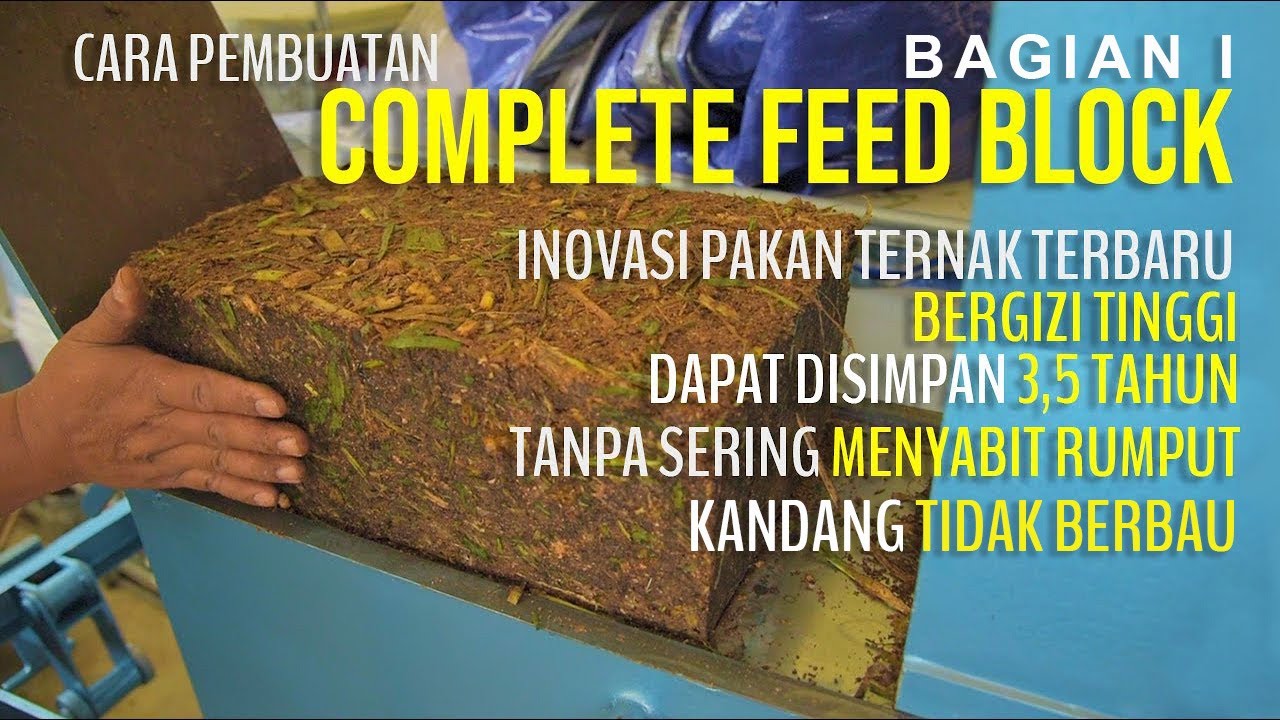 CARA PEMBUATAN
BAGIAN I
COMPLETE FEED BLOCK
INOVASI PAKAN TERNAK TERBARU
BERGIZI TINGGI
DAPAT DISIMPAN 3,5 TAHUN
TANPA SERING MENYABIT RUMPUT
KANDANG TIDAK BERBAU